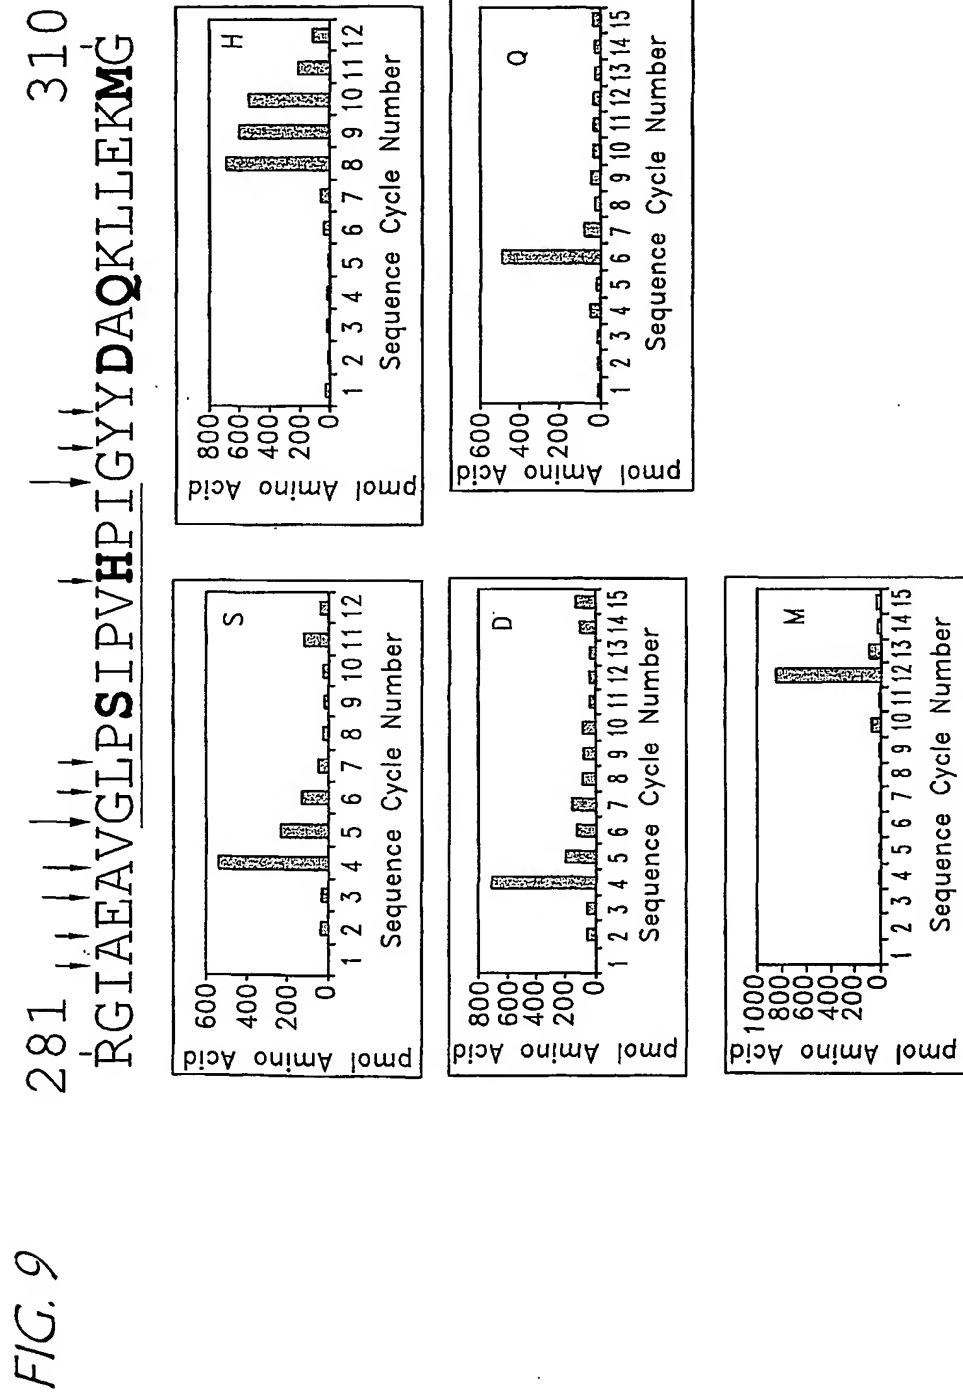 FIG. 9
281 310
RGIAEAVGLPSIPVHPIGYYDAQKLLEKMG
S
pmol Amino Acid
600
400
200
0
1 2 3 4 5 6 7 8 9 10 11 12
Sequence Cycle Number
H
pmol Amino Acid
800
600
400
200
0
1 2 3 4 5 6 7 8 9 10 11 12
Sequence Cycle Number
D
pmol Amino Acid
800
600
400
200
0
1 2 3 4 5 6 7 8 9 10 11 12 13 14 15
Sequence Cycle Number
Q
pmol Amino Acid
600
400
200
0
1 2 3 4 5 6 7 8 9 10 11 12 13 14 15
Sequence Cycle Number
M
pmol Amino Acid
1000
800
600
400
200
0
1 2 3 4 5 6 7 8 9 10 11 12 13 14 15
Sequence Cycle Number